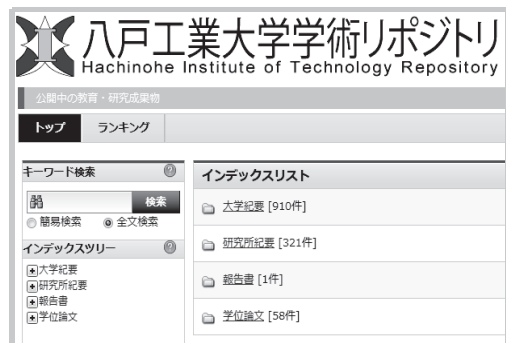 八戸工業大学学術リポジトリ
Hachinohe Institute of Technology Repository
公開中の教育・研究成果物
トップ ランキング
キーワード検索
検索
簡易検索 全文検索
インデックスツリー
大学紀要
研究所紀要
報告書
学位論文
インデックスリスト
大学紀要 [910件]
研究所紀要 [321件]
報告書 [1件]
学位論文 [58件]